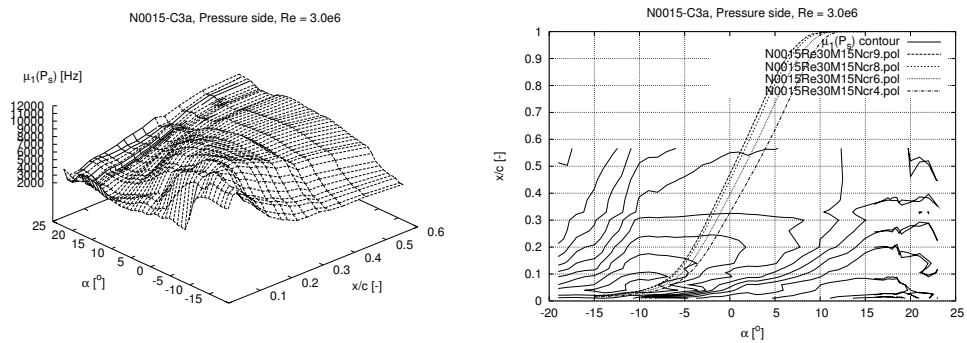 N0015-C3a, Pressure side, Re = 3.0e6
μ1(Ps) [Hz]
12000
11000
10000
9000
8000
7000
6000
5000
4000
3000
2000
25
20
15
10
5
0
-5
-10
-15
α [o]
0.1
0.2
0.3
0.4
0.5
0.6
x/c [-]
N0015-C3a, Pressure side, Re = 3.0e6
μ1(Ps) contour
N0015Re30M15Ncr9.pol
N0015Re30M15Ncr8.pol
N0015Re30M15Ncr6.pol
N0015Re30M15Ncr4.pol
x/c [-]
1
0.9
0.8
0.7
0.6
0.5
0.4
0.3
0.2
0.1
0
-20 -15 -10 -5 0 5 10 15 20 25
α [o]